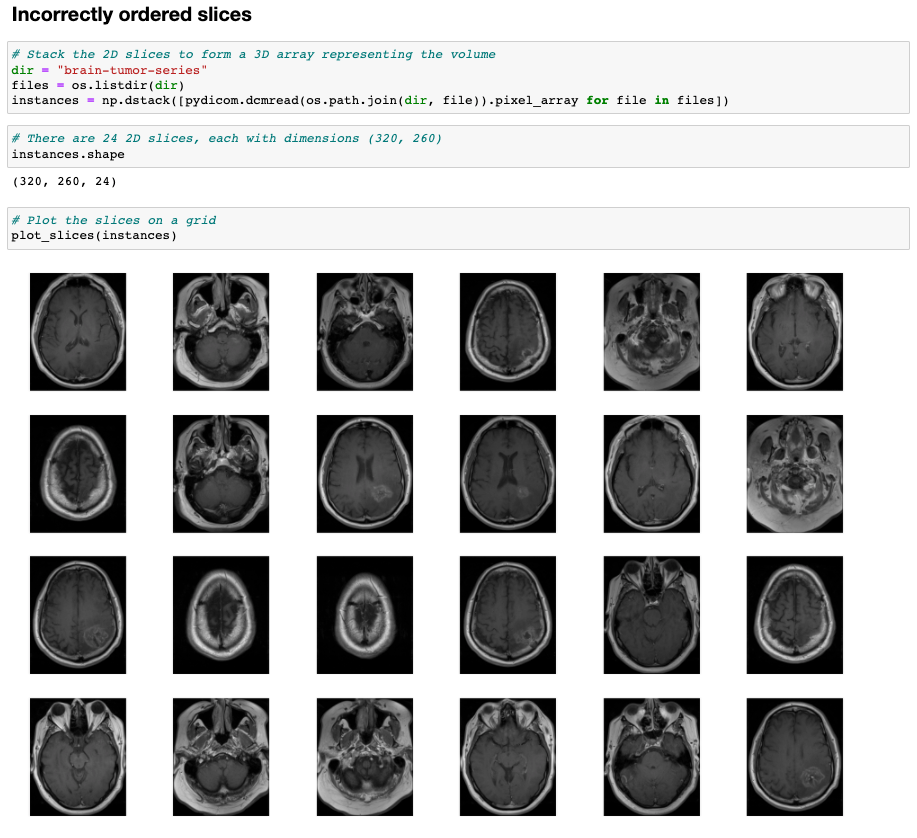 Incorrectly ordered slices
# Stack the 2D slices to form a 3D array representing the volume
dir = "brain-tumor-series"
files = os.listdir(dir)
instances = np.dstack([pydicom.dcmread(os.path.join(dir, file)).pixel_array for file in files])
# There are 24 2D slices, each with dimensions (320, 260)
instances.shape
(320, 260, 24)
# Plot the slices on a grid
plot_slices(instances)